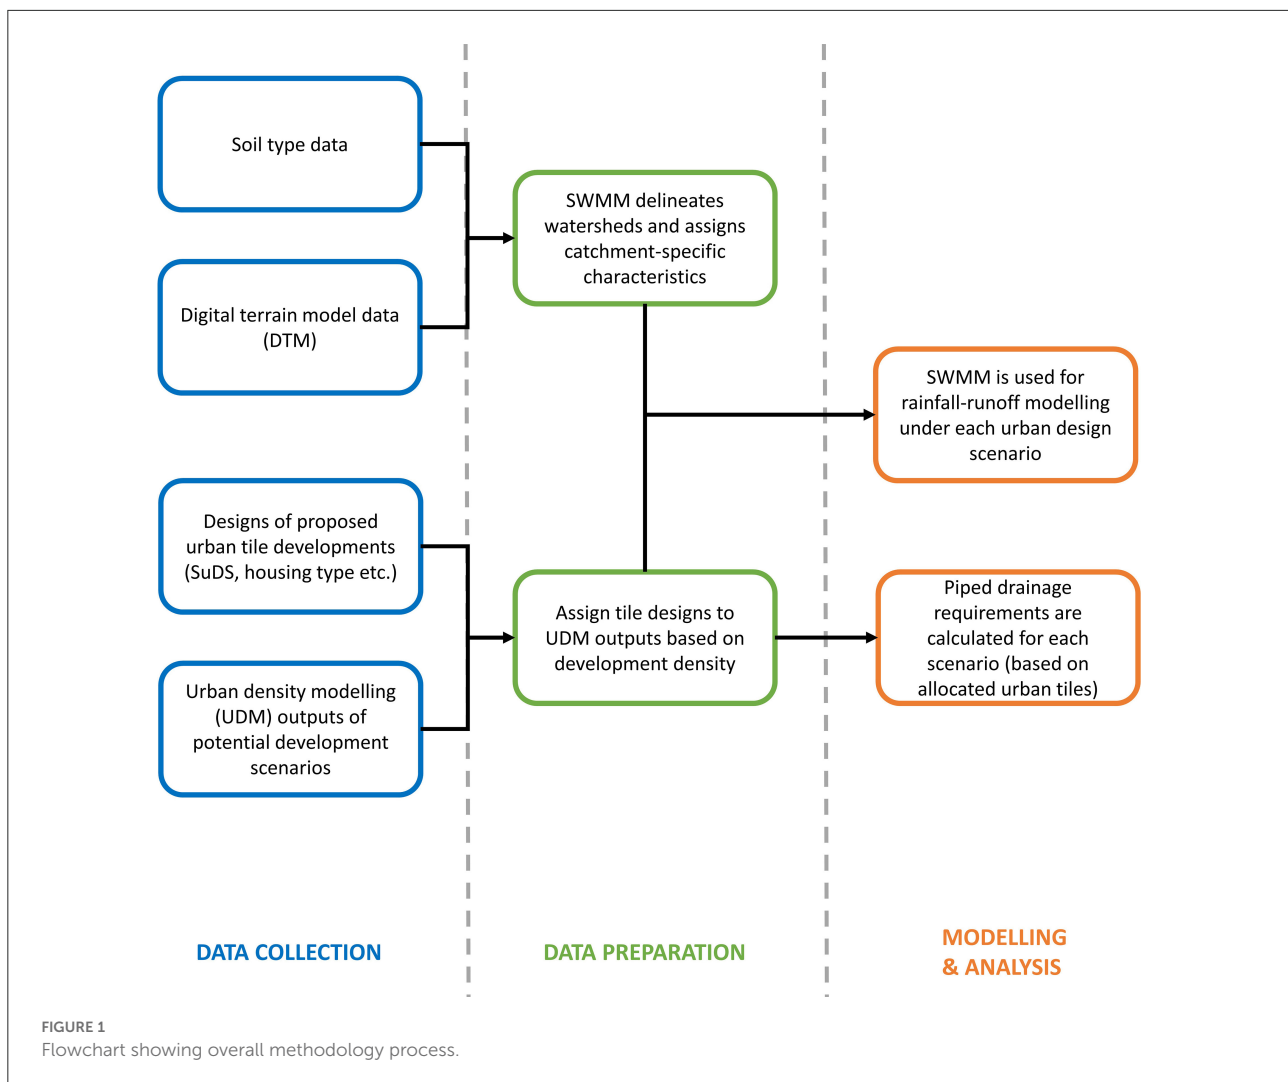 Soil type data
Digital terrain model data
(DTM)
Designs of proposed
urban tile developments
(SuDS, housing type etc.)
Urban density modelling
(UDM) outputs of
potential development
scenarios
SWMM delineates
watersheds and assigns
catchment-specific
characteristics
Assign tile designs to
UDM outputs based on
development density
SWMM is used for
rainfall-runoff modelling
under each urban design
scenario
Piped drainage
requirements are
calculated for each
scenario (based on
allocated urban tiles)
DATA COLLECTION
DATA PREPARATION
MODELLING
& ANALYSIS
FIGURE 1
Flowchart showing overall methodology process.